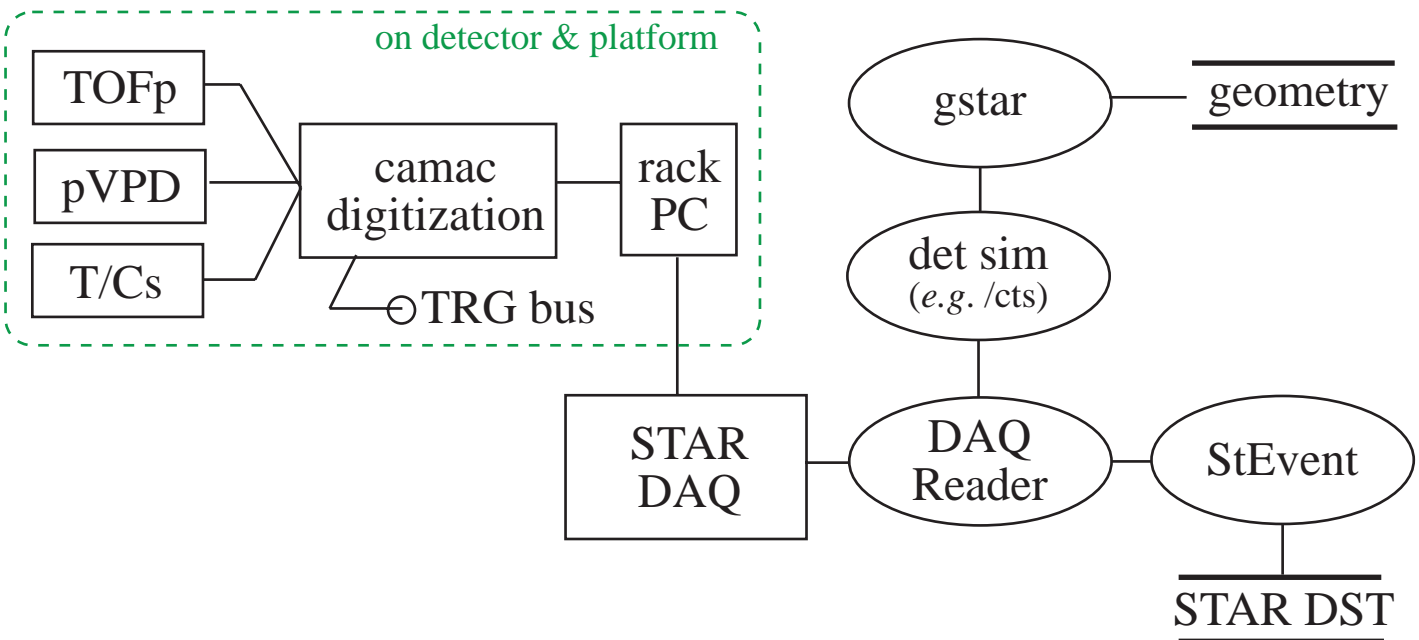 on detector & platform
TOFp
pVPD
T/Cs
camac
digitization
rack
PC
TRG bus
gstar
geometry
det sim
(e.g. /cts)
STAR
DAQ
DAQ
Reader
StEvent
STAR DST